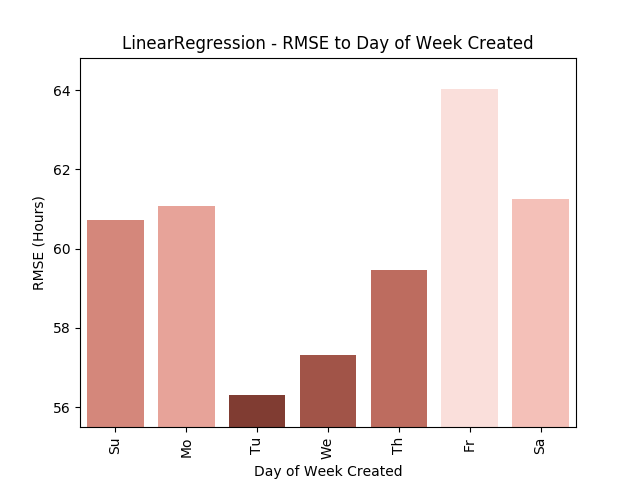 LinearRegression - RMSE to Day of Week Created
RMSE (Hours)
64
62
60
58
56
Su Mo Tu We Th Fr Sa
Day of Week Created